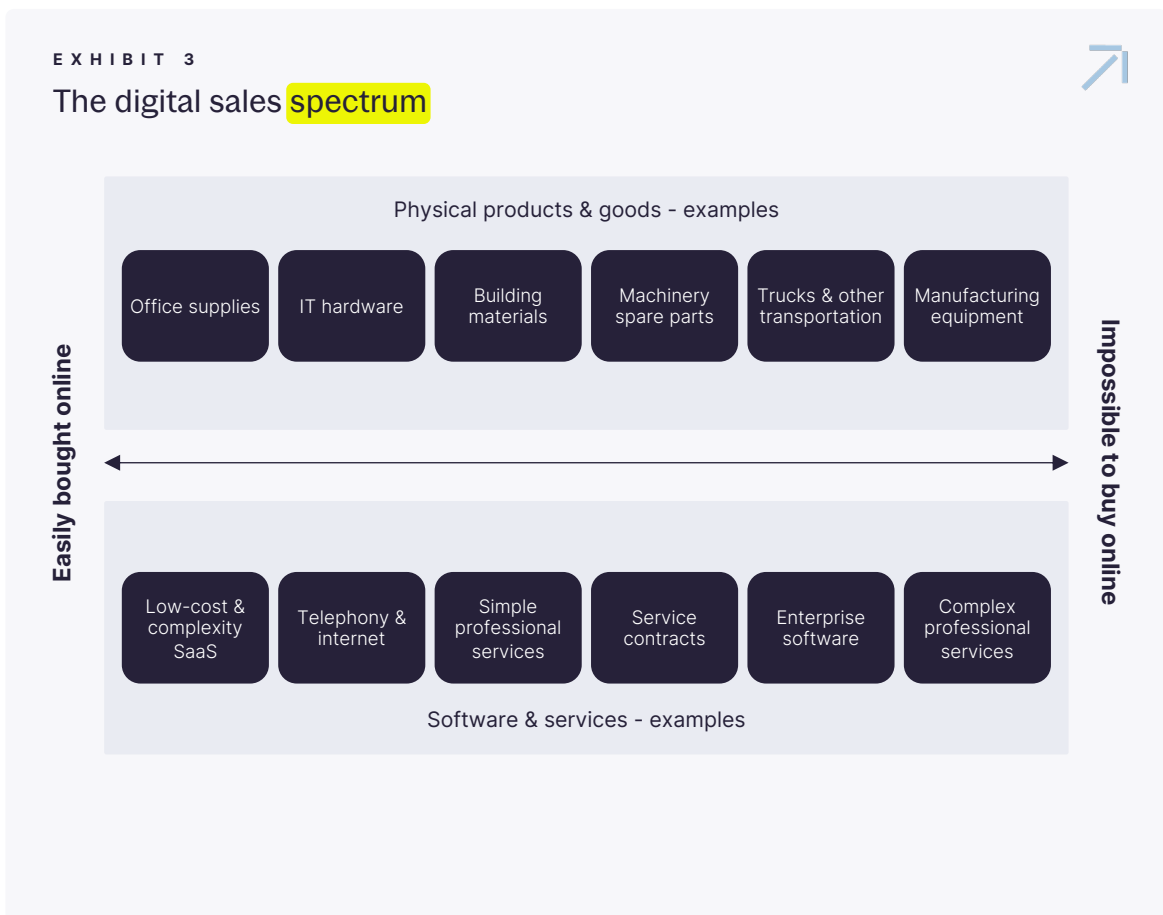 EXHIBIT 3
The digital sales spectrum
Physical products & goods - examples
Office supplies
IT hardware
Building
materials
Machinery
spare parts
Trucks & other
transportation
Manufacturing
equipment
Easily bought online
Impossible to buy online
Low-cost &
complexity
SaaS
Telephony &
internet
Simple
professional
services
Service
contracts
Enterprise
software
Complex
professional
services
Software & services - examples